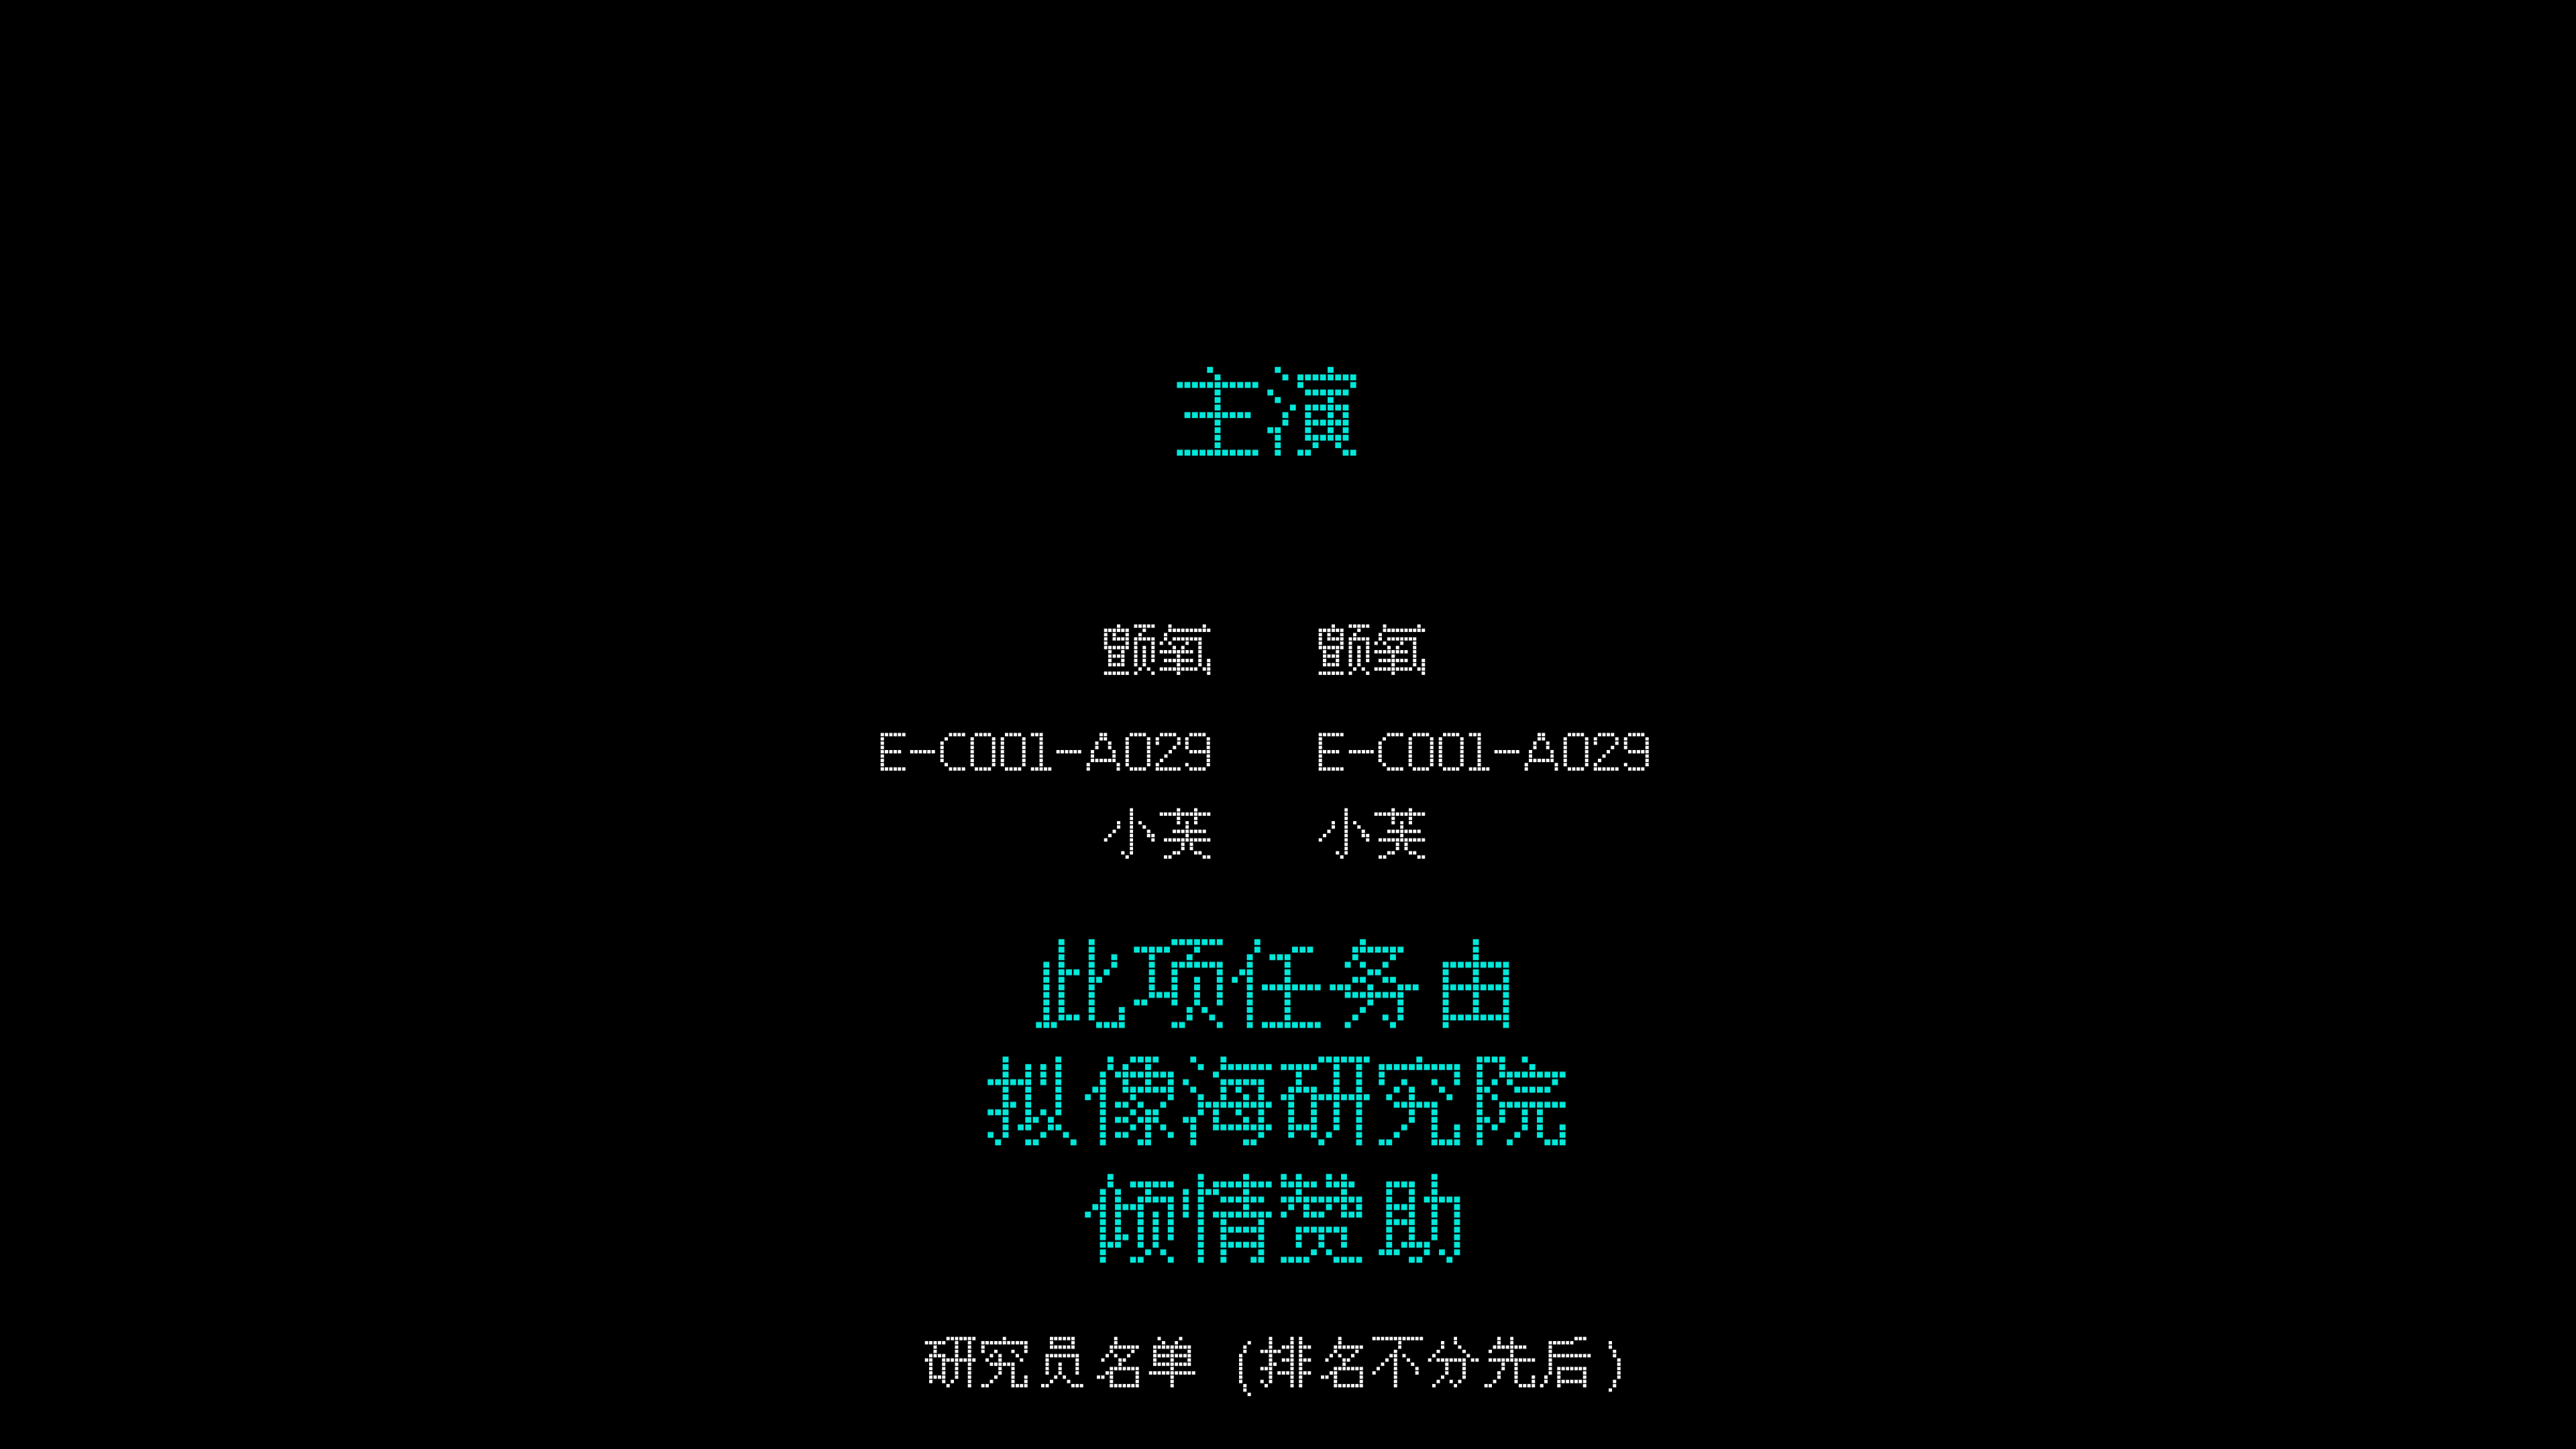 主演
颤氧 颤氧
E-C001-A029 E-C001-A029
小芙 小芙
此项任务由
拟像海研究院
倾情赞助
研究员名单 (排名不分先后)